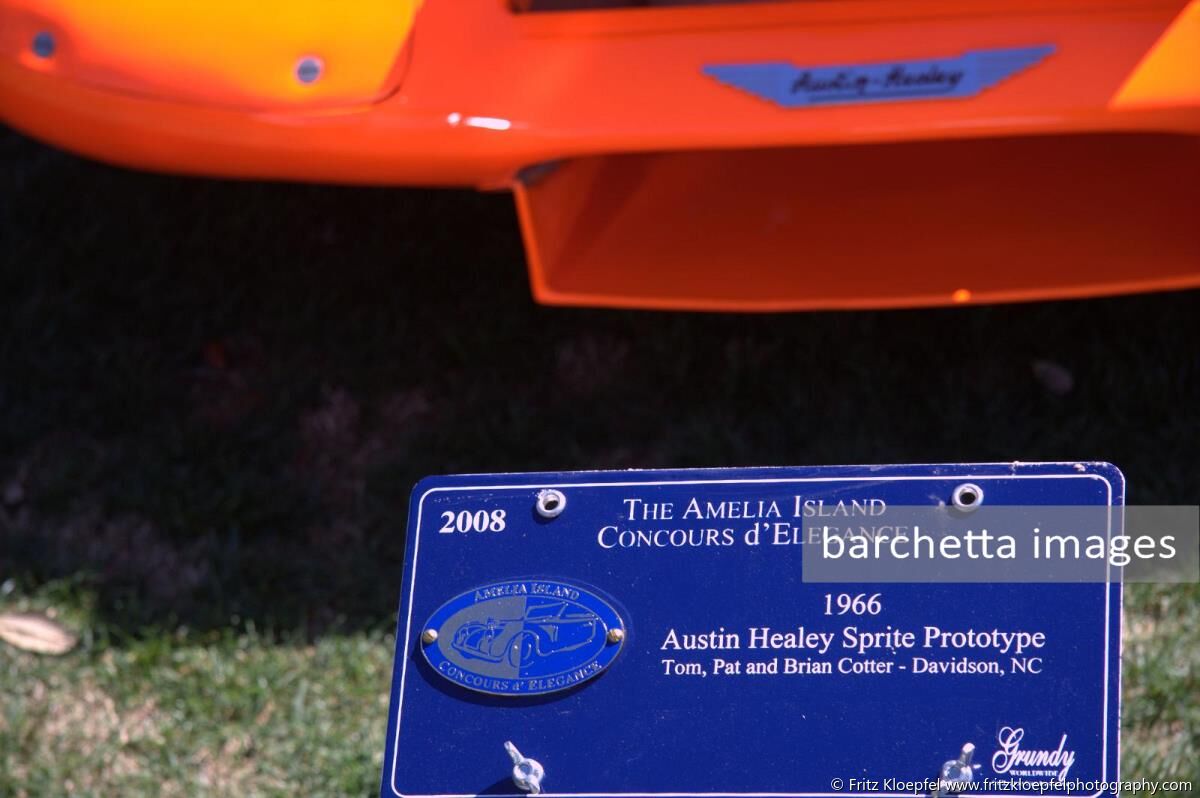 Austin-Healey
2008
THE AMELIA ISLAND
CONCOURS d'ELEGANCE
barchetta images
AMELIA ISLAND
CONCOURS d' ELEGANCE
1966
Austin Healey Sprite Prototype
Tom, Pat and Brian Cotter - Davidson, NC
Grundy
WORLDWIDE
© Fritz Kloepfel www.fritzkloepfelphotography.com